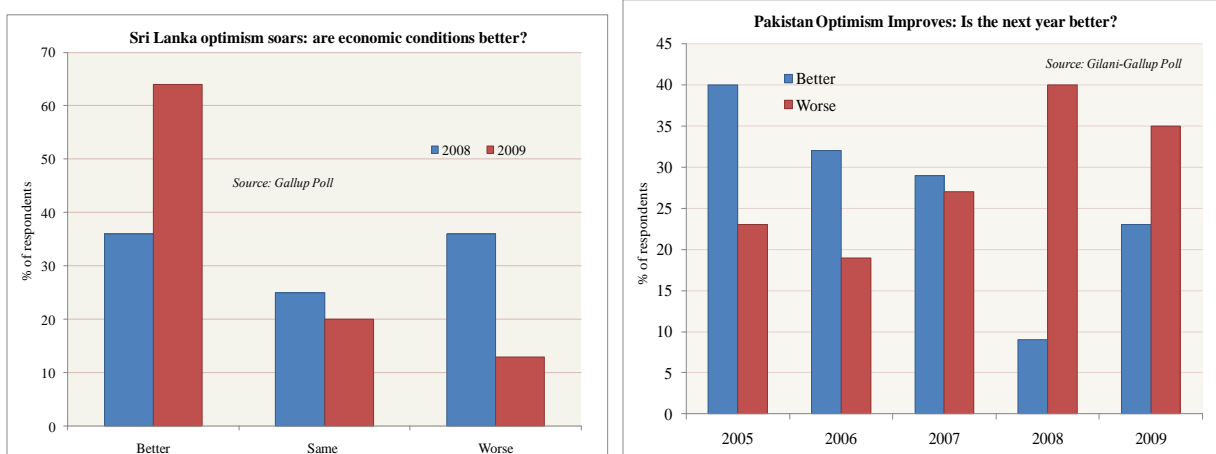 Sri Lanka optimism soars: are economic conditions better?
70
60
50
40
30
20
10
0
% of respondents
2008 2009
Source: Gallup Poll
Better Same Worse
Pakistan Optimism Improves: Is the next year better?
45
40
35
30
25
20
15
10
5
0
% of respondents
Source: Gilani-Gallup Poll
Better
Worse
2005 2006 2007 2008 2009